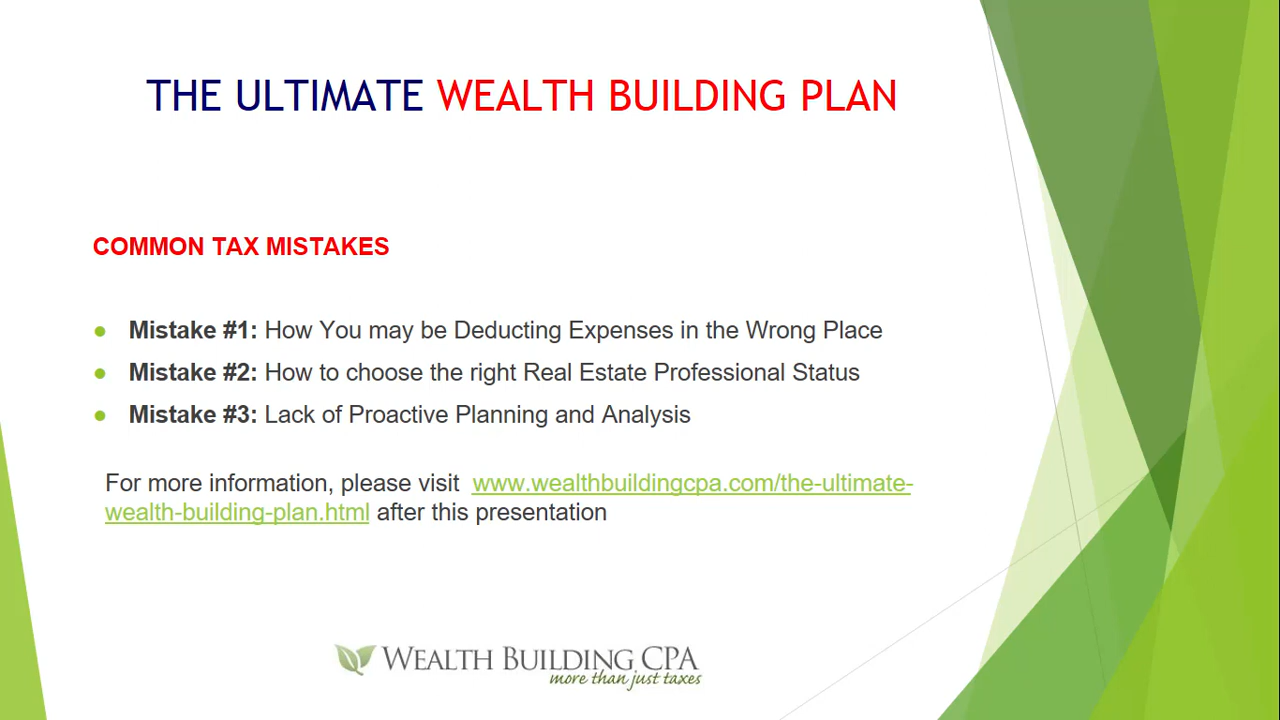 THE ULTIMATE WEALTH BUILDING PLAN
COMMON TAX MISTAKES
Mistake #1: How You may be Deducting Expenses in the Wrong Place
Mistake #2: How to choose the right Real Estate Professional Status
Mistake #3: Lack of Proactive Planning and Analysis
For more information, please visit www.wealthbuildingcpa.com/the-ultimate-
wealth-building-plan.html after this presentation
WEALTH BUILDING CPA
more than just taxes